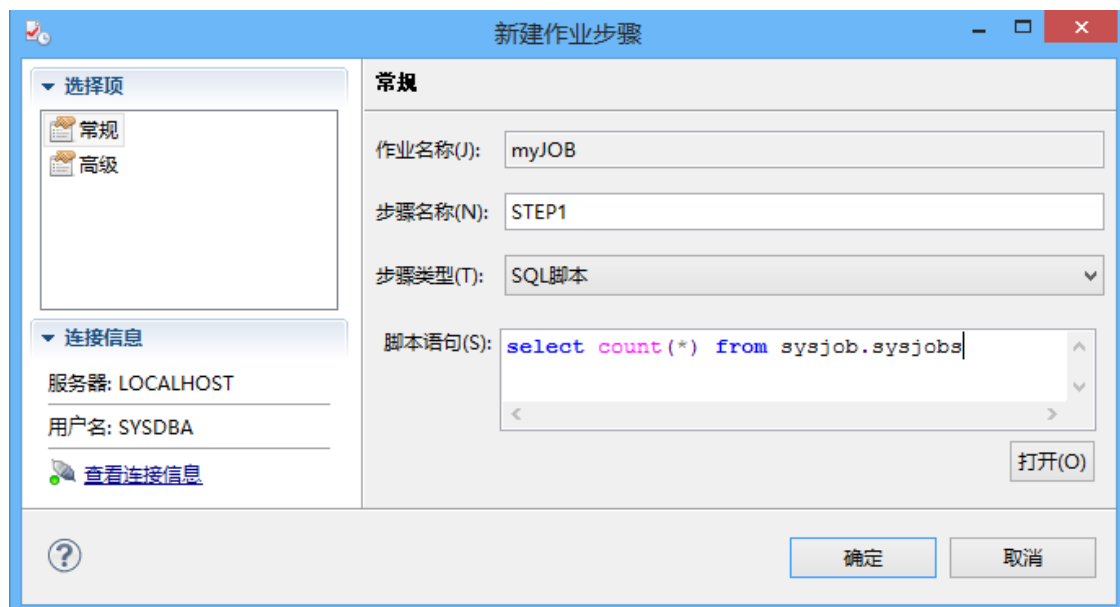 新建作业步骤
选择项
常规
高级
连接信息
服务器: LOCALHOST
用户名: SYSDBA
查看连接信息
常规
作业名称(J): myJOB
步骤名称(N): STEP1
步骤类型(T): SQL脚本
脚本语句(S): select count(*) from sysjob.sysjobs
打开(O)
确定 取消